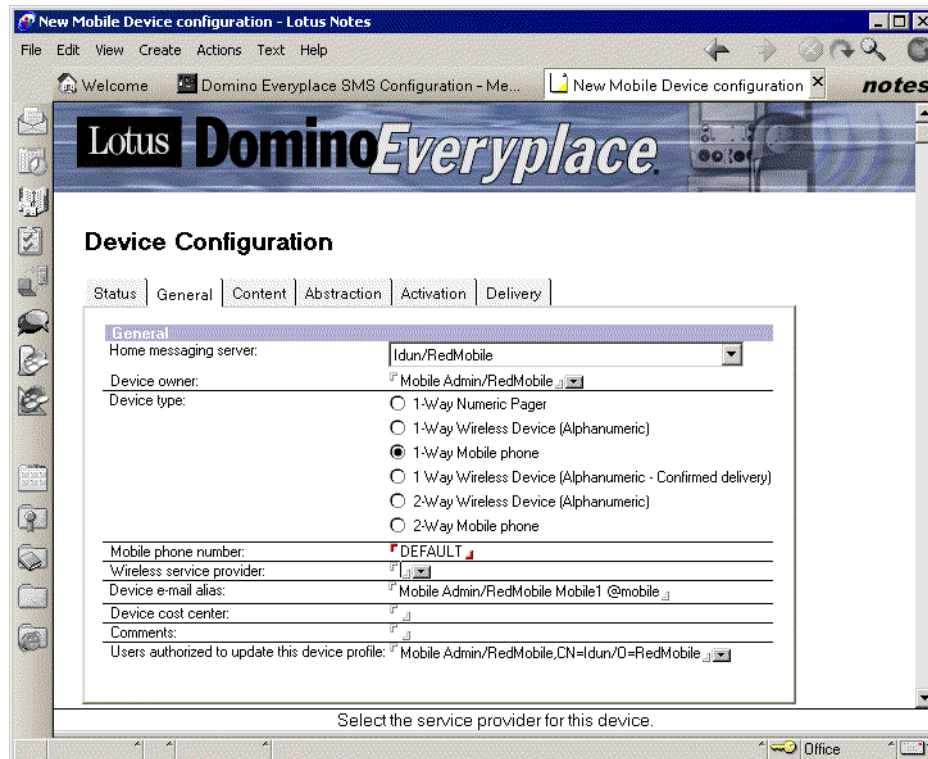 New Mobile Device configuration - Lotus Notes
File Edit View Create Actions Text Help
Welcome Domino Everyplace SMS Configuration - Me... New Mobile Device configuration notes
Lotus Domino Everyplace.
Device Configuration
Status General Content Abstraction Activation Delivery
General
Home messaging server: Idun/RedMobile
Device owner: Mobile Admin/RedMobile
Device type: 1-Way Numeric Pager
1-Way Wireless Device (Alphanumeric)
1-Way Mobile phone
1 Way Wireless Device (Alphanumeric - Confirmed delivery)
2-Way Wireless Device (Alphanumeric)
2-Way Mobile phone
Mobile phone number: DEFAULT
Wireless service provider:
Device e-mail alias: Mobile Admin/RedMobile Mobile1 @mobile
Device cost center:
Comments:
Users authorized to update this device profile: Mobile Admin/RedMobile,CN=Idun/O=RedMobile
Select the service provider for this device.
Office